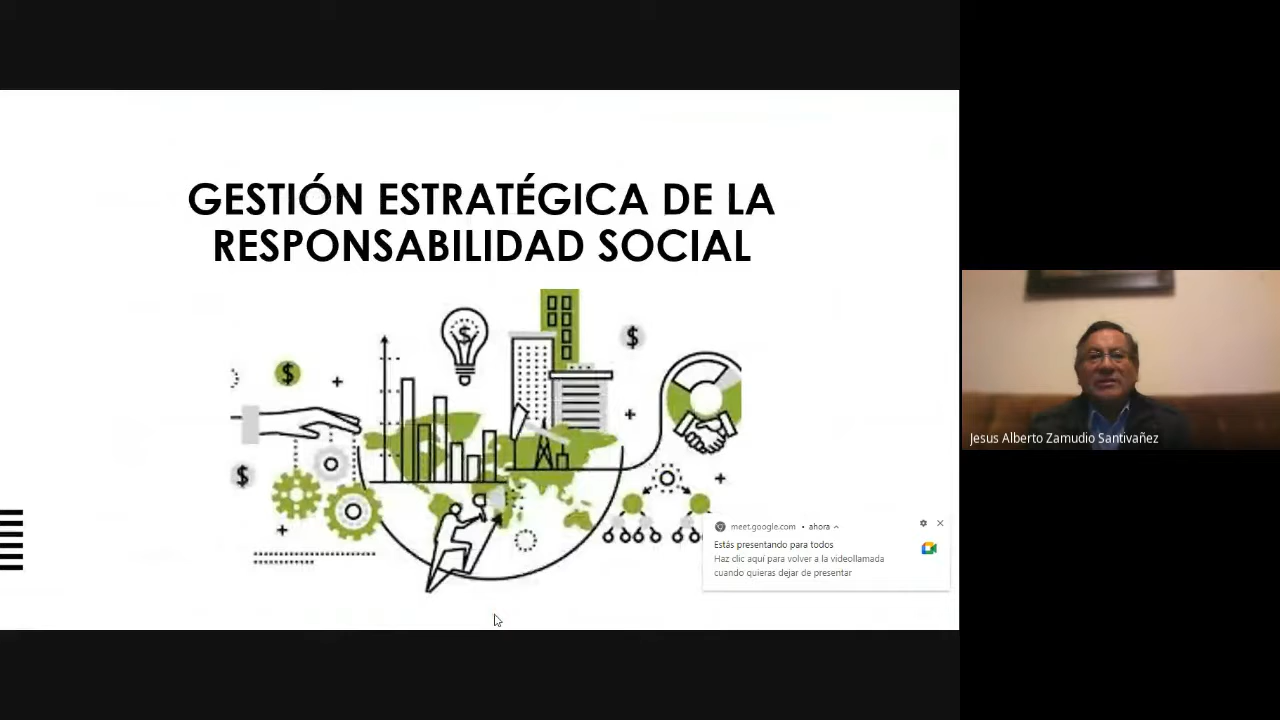 GESTIÓN ESTRATÉGICA DE LA
RESPONSABILIDAD SOCIAL
$
$
$
$
meet.google.com • ahora
Estás presentando para todos
Haz clic aquí para volver a la videollamada
cuando quieras dejar de presentar
Jesus Alberto Zamudio Santivañez